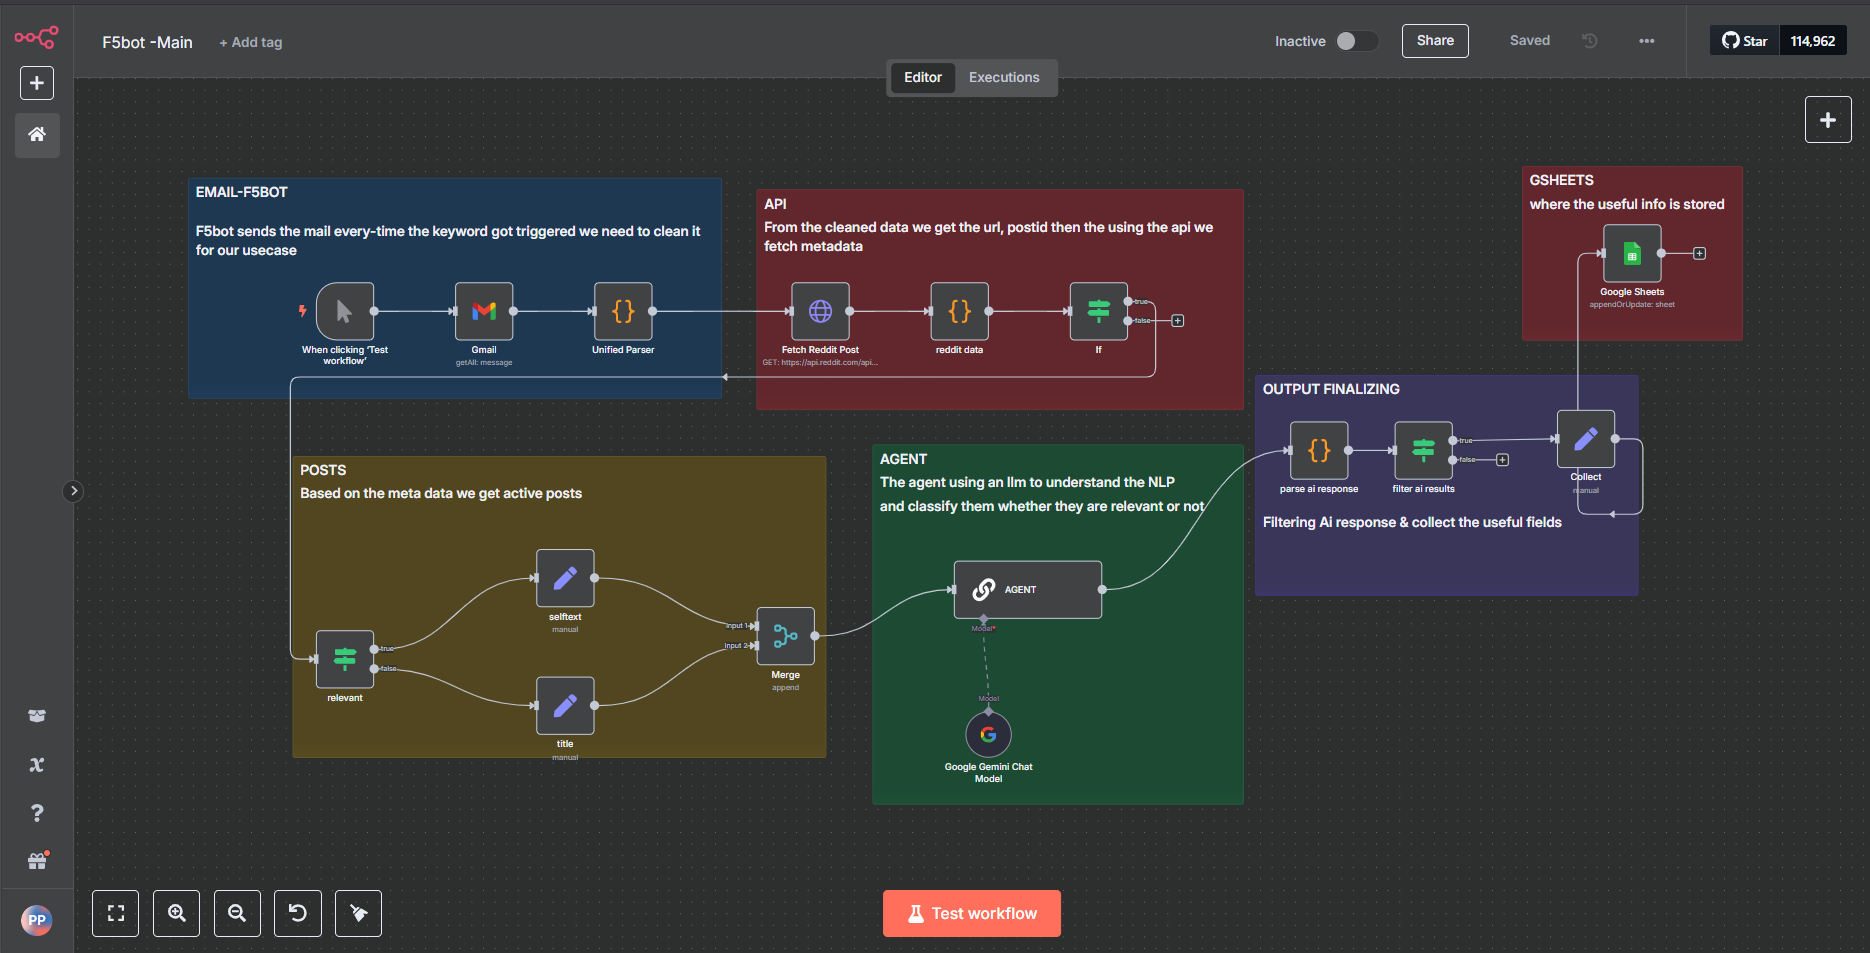 F5bot -Main
+ Add tag
Inactive
Share
Saved
Star
114,962
Editor
Executions
EMAIL-F5BOT
F5bot sends the mail every-time the keyword got triggered we need to clean it
for our usecase
When clicking ‘Test
workflow’
Gmail
getAll: message
Unified Parser
API
From the cleaned data we get the url, postid then the using the api we
fetch metadata
Fetch Reddit Post
GET: https://api.reddit.com/api...
reddit data
If
true
false
GSHEETS
where the useful info is stored
Google Sheets
appendOrUpdate: sheet
OUTPUT FINALIZING
parse ai response
filter ai results
true
false
Collect
manual
Filtering Ai response & collect the useful fields
POSTS
Based on the meta data we get active posts
relevant
true
false
selftext
manual
title
manual
Input 1
Input 2
Merge
append
AGENT
The agent using an llm to understand the NLP
and classify them whether they are relevant or not
AGENT
Model*
Model
Google Gemini Chat
Model
PP
Test workflow